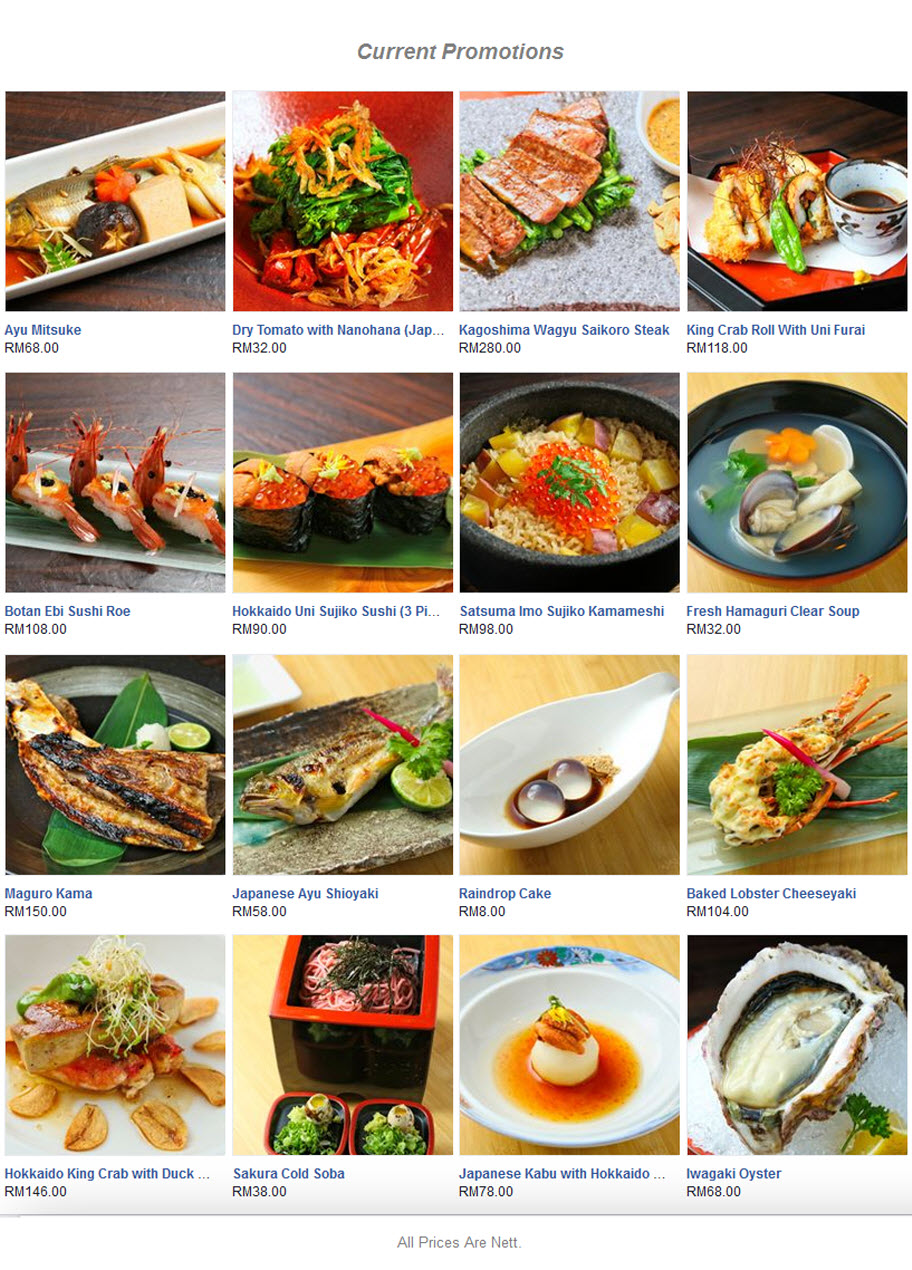 Current Promotions
Ayu Mitsuke
RM68.00
Dry Tomato with Nanohana (Jap...
RM32.00
Kagoshima Wagyu Saikoro Steak
RM280.00
King Crab Roll With Uni Furai
RM118.00
Botan Ebi Sushi Roe
RM108.00
Hokkaido Uni Sujiko Sushi (3 Pi...
RM90.00
Satsuma Imo Sujiko Kamameshi
RM98.00
Fresh Hamaguri Clear Soup
RM32.00
Maguro Kama
RM150.00
Japanese Ayu Shioyaki
RM58.00
Raindrop Cake
RM8.00
Baked Lobster Cheeseyaki
RM104.00
Hokkaido King Crab with Duck ...
RM146.00
Sakura Cold Soba
RM38.00
Japanese Kabu with Hokkaido ...
RM78.00
Iwagaki Oyster
RM68.00
All Prices Are Nett.